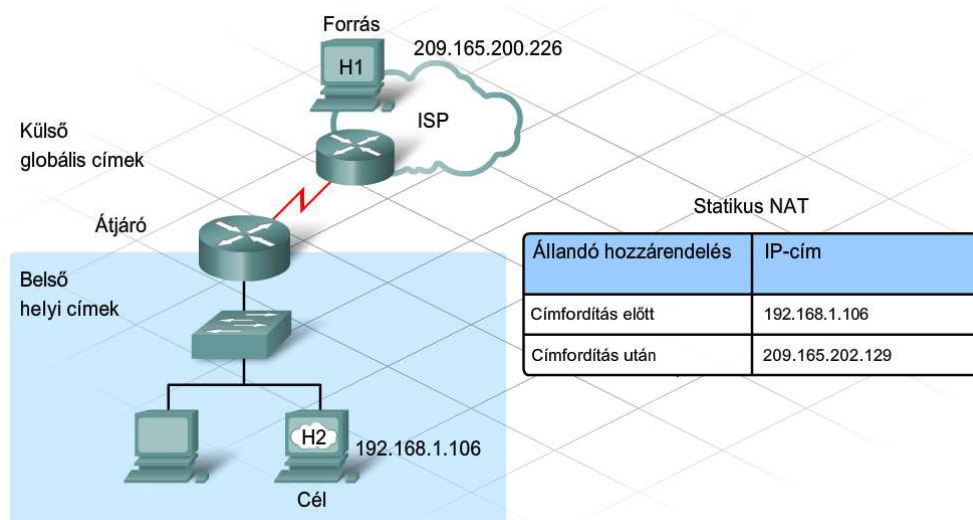 Forrás
209.165.200.226
H1
ISP
Külső
globális címek
Átjáró
Statikus NAT
Állandó hozzárendelés IP-cím
Címfordítás előtt 192.168.1.106
Címfordítás után 209.165.202.129
Belső
helyi címek
H2
192.168.1.106
Cél